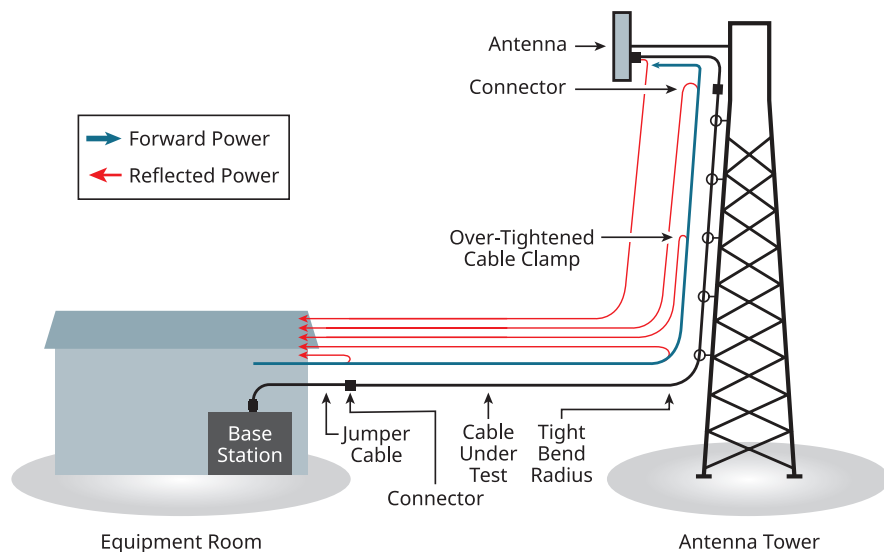 Antenna
Connector
Forward Power
Reflected Power
Over-Tightened
Cable Clamp
Base
Station
Jumper
Cable
Connector
Cable
Under
Test
Tight
Bend
Radius
Equipment Room
Antenna Tower